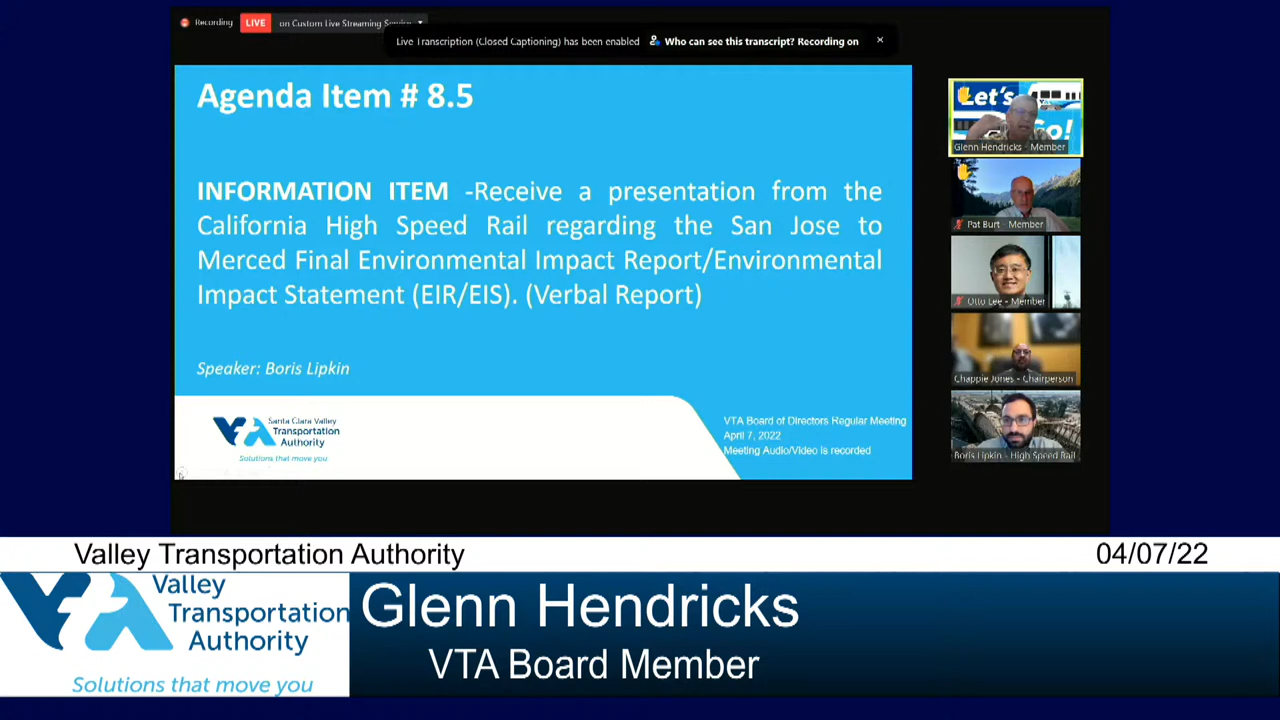 Recording
LIVE
on Custom Live Streaming Service
Live Transcription (Closed Captioning) has been enabled
Who can see this transcript? Recording on
Agenda Item # 8.5
INFORMATION ITEM -Receive a presentation from the
California High Speed Rail regarding the San Jose to
Merced Final Environmental Impact Report/Environmental
Impact Statement (EIR/EIS). (Verbal Report)
Speaker: Boris Lipkin
VTA
Santa Clara Valley
Transportation
Authority
Solutions that move you
VTA Board of Directors Regular Meeting
April 7, 2022
Meeting Audio/Video is recorded
Let's
Go!
Glenn Hendricks - Member
Pat Burt - Member
Otto Lee - Member
Chappie Jones - Chairperson
Boris Lipkin - High Speed Rail
Valley Transportation Authority
04/07/22
VTA
Valley
Transportation
Authority
Solutions that move you
Glenn Hendricks
VTA Board Member